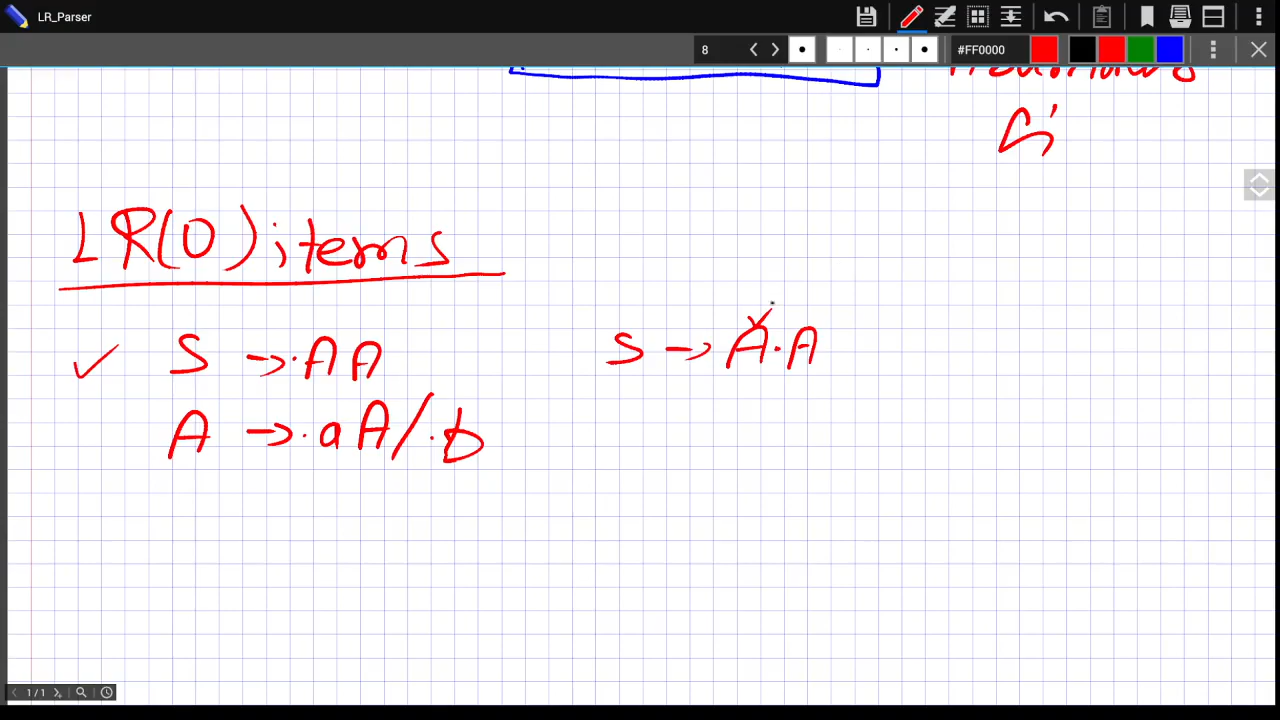 LR_Parser
8
#FF0000
G'
LR(0) items
S → .AA
S → A.A
A → .aA/.b
1/1